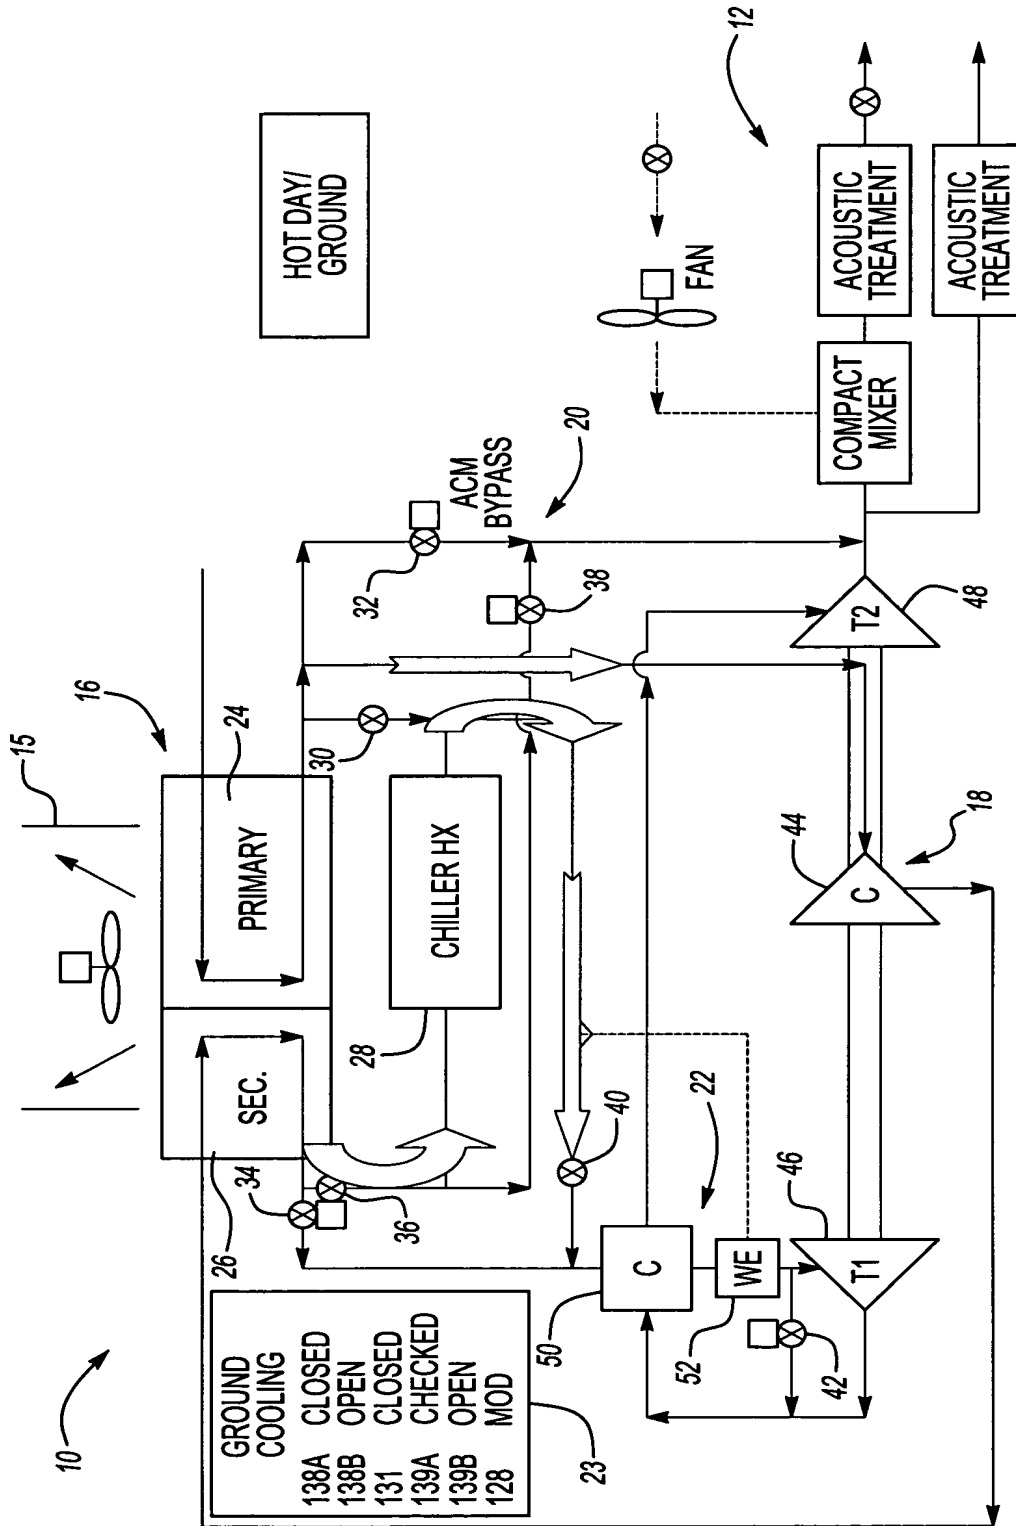 10
15
16
24
PRIMARY
SEC.
26
34
36
30
32
ACM
BYPASS
20
38
HOT DAY/
GROUND
12
FAN
CHILLER HX
28
GROUND
COOLING
138A CLOSED
138B OPEN
131 CLOSED
139A CHECKED
139B OPEN
128 MOD
23
40
22
C
50
WE
52
42
46
T1
44
C
18
T2
48
COMPACT
MIXER
ACOUSTIC
TREATMENT
ACOUSTIC
TREATMENT